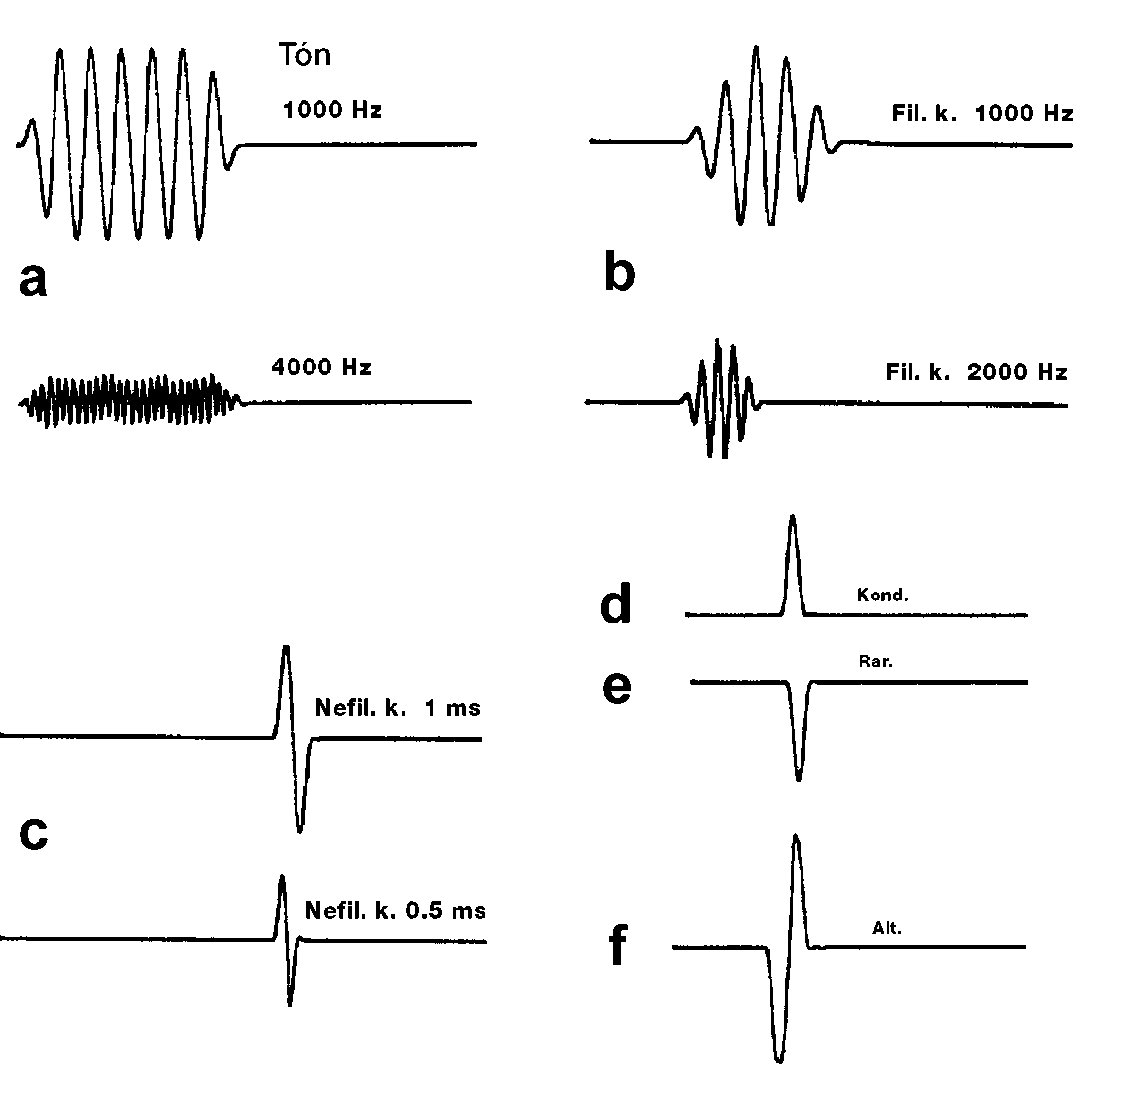 Tón
1000 Hz
a
Fil. k. 1000 Hz
b
4000 Hz
Fil. k. 2000 Hz
d
Kond.
e
Rar.
Nefil. k. 1 ms
c
Nefil. k. 0.5 ms
f
Alt.